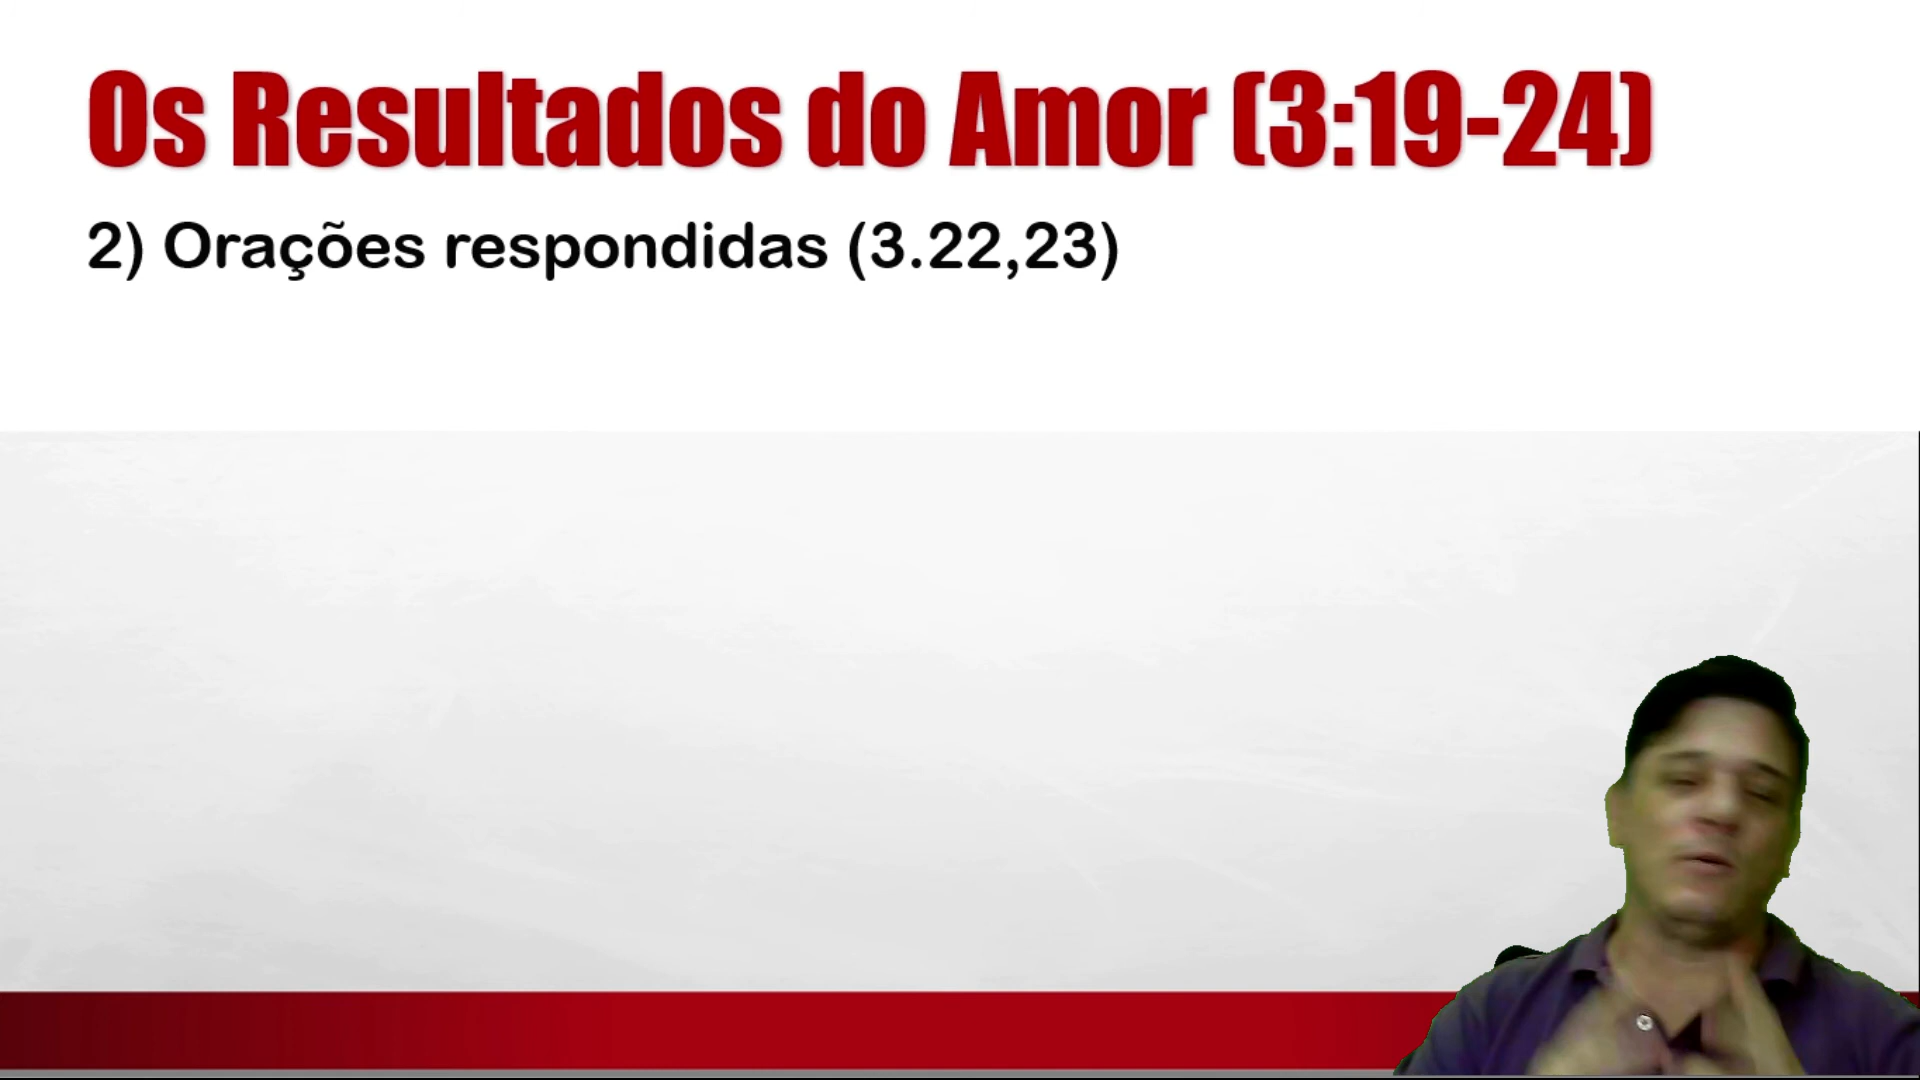 Os Resultados do Amor (3:19-24)
2) Orações respondidas (3.22,23)